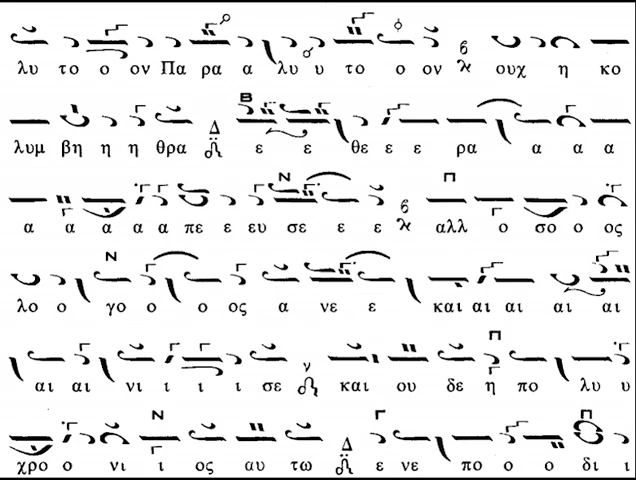 λυ το ο ον Πα ρα α λυ υ το ο ον ουχ η κο
λυμ βη η η θρα Δ ε ε θε ε ε ρα α α α
α α α α α πε ε ευ σε ε ε αλλ ο σο ο ος
λο ο γο ο ο ος α νε ε και αι αι αι αι
αι αι νι ι ι ι σε ν και ου δε η πο λυ υ
χρο ο νι ι ος αυ τω Δ ε νε πο ο ο δι ι